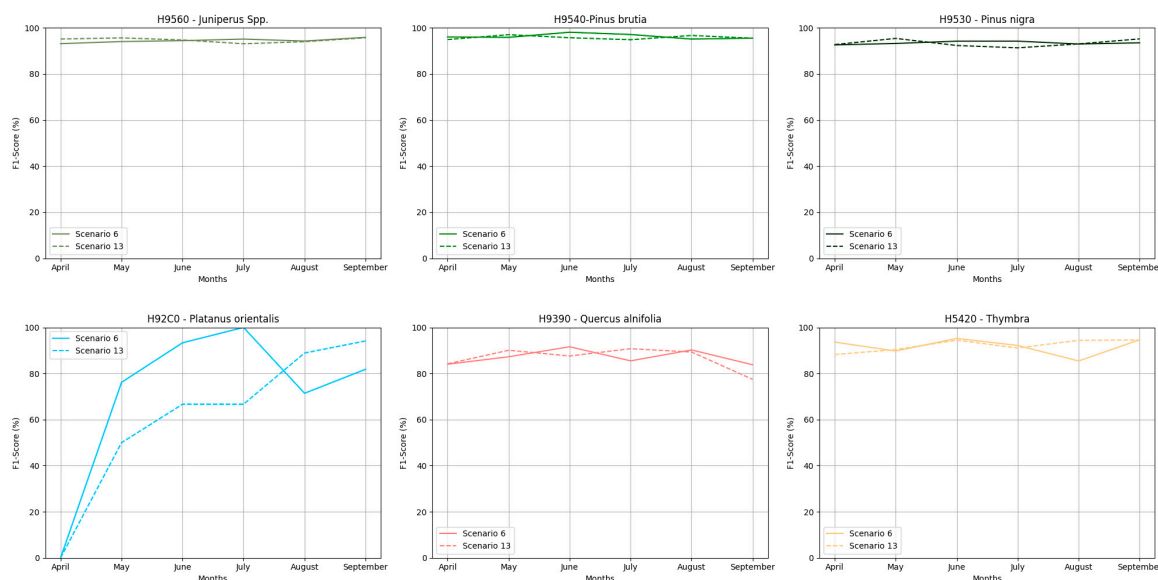 H9560 - Juniperus Spp.
F1-Score (%)
100
80
60
40
20
0
Scenario 6
Scenario 13
April May June July August September
Months
H9540-Pinus brutia
F1-Score (%)
100
80
60
40
20
0
Scenario 6
Scenario 13
April May June July August September
Months
H9530 - Pinus nigra
F1-Score (%)
100
80
60
40
20
0
Scenario 6
Scenario 13
April May June July August September
Months
H92C0 - Platanus orientalis
F1-Score (%)
100
80
60
40
20
0
Scenario 6
Scenario 13
April May June July August September
Months
H9390 - Quercus alnifolia
F1-Score (%)
100
80
60
40
20
0
Scenario 6
Scenario 13
April May June July August September
Months
H5420 - Thymbra
F1-Score (%)
100
80
60
40
20
0
Scenario 6
Scenario 13
April May June July August September
Months